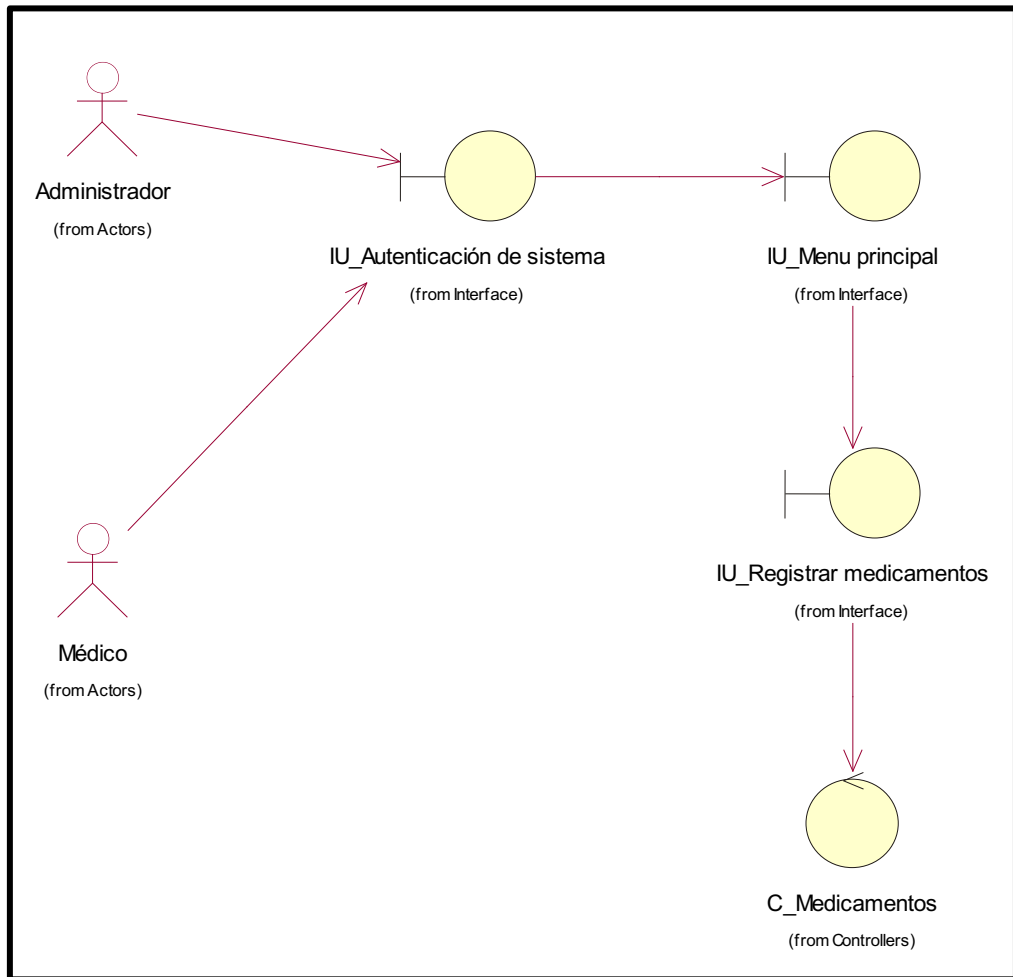 Administrador
(from Actors)
IU_Autenticación de sistema
(from Interface)
IU_Menu principal
(from Interface)
IU_Registrar medicamentos
(from Interface)
Médico
(from Actors)
C_Medicamentos
(from Controllers)